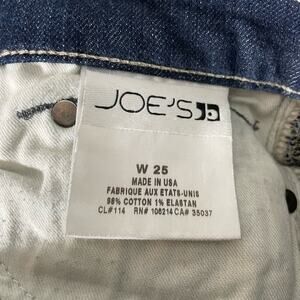 JOE'S
W 25
MADE IN USA
FABRIQUE AUX ETATS-UNIS
98% COTTON 1% ELASTAN
CL#114 RN# 106214 CA# 35037